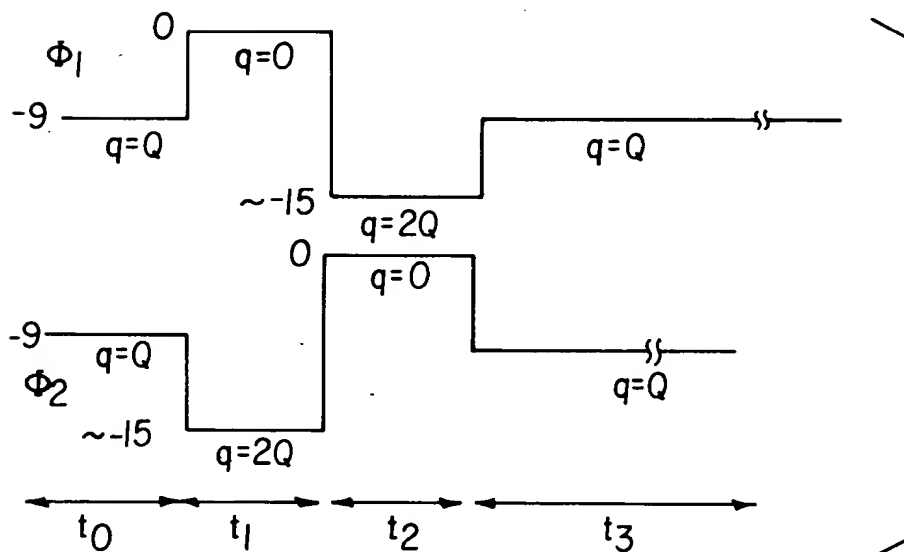 0
Φ1
q=0
-9
q=Q
q=Q
~-15
q=2Q
0
q=0
-9
q=Q
q=Q
Φ2
~-15
q=2Q
t0 t1 t2 t3